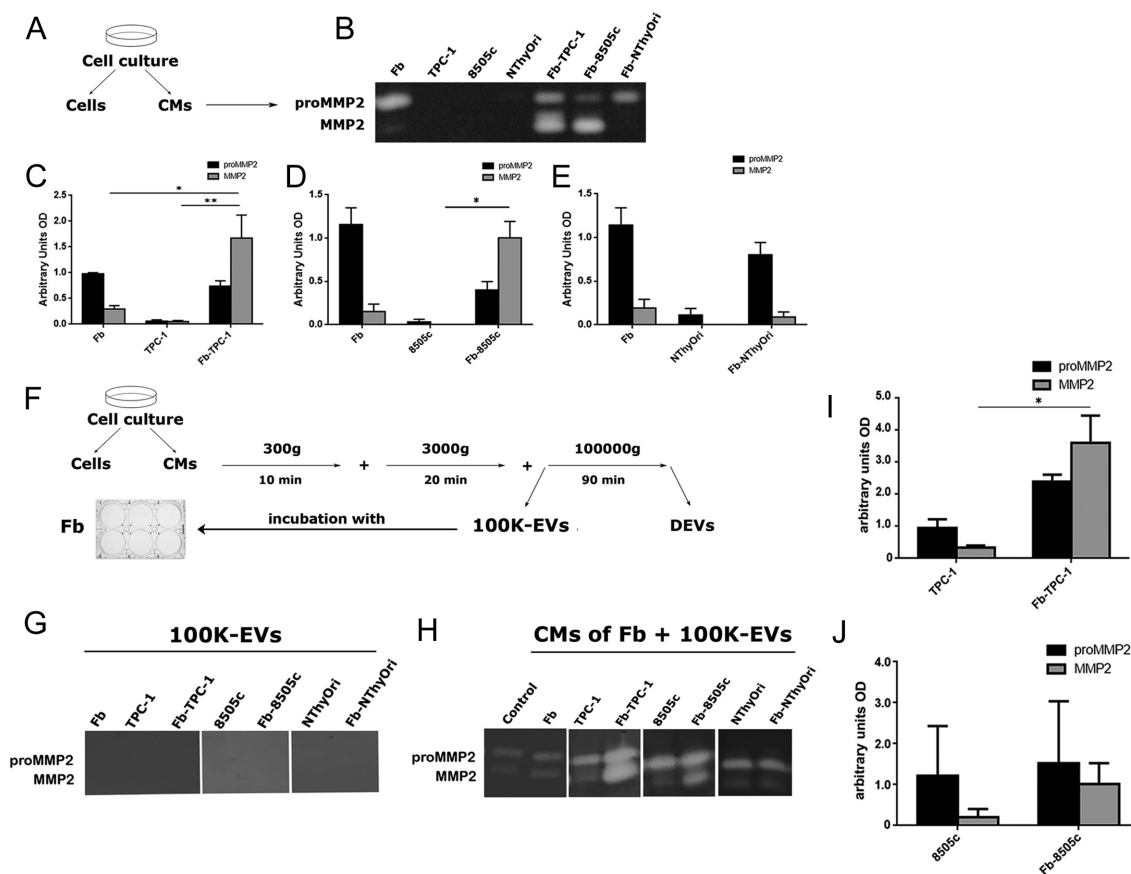 A
Cell culture
Cells CMs
B
Fb TPC-1 8505c NThyOri Fb-TPC-1 Fb-8505c Fb-NThyOri
proMMP2
MMP2
C
proMMP2
MMP2
* 
**
Arbitrary Units OD
2.5
2.0
1.5
1.0
0.5
0.0
Fb TPC-1 Fb-TPC-1
D
proMMP2
MMP2
*
Arbitrary Units OD
1.5
1.0
0.5
0.0
Fb 8505c Fb-8505c
E
proMMP2
MMP2
Arbitrary Units OD
1.5
1.0
0.5
0.0
Fb NThyOri Fb-NThyOri
F
Cell culture
Cells CMs
300g + 3000g + 100000g
10 min 20 min 90 min
Fb incubation with 100K-EVs DEVs
I
proMMP2
MMP2
*
arbitrary units OD
5.0
4.0
3.0
2.0
1.0
0
TPC-1 Fb-TPC-1
G
100K-EVs
Fb TPC-1 Fb-TPC-1 8505c Fb-8505c NThyOri Fb-NThyOri
proMMP2
MMP2
H
CMs of Fb + 100K-EVs
Control Fb TPC-1 Fb-TPC-1 8505c Fb-8505c NThyOri Fb-NThyOri
proMMP2
MMP2
J
proMMP2
MMP2
arbitrary units OD
4.0
3.0
2.0
1.0
0
8505c Fb-8505c